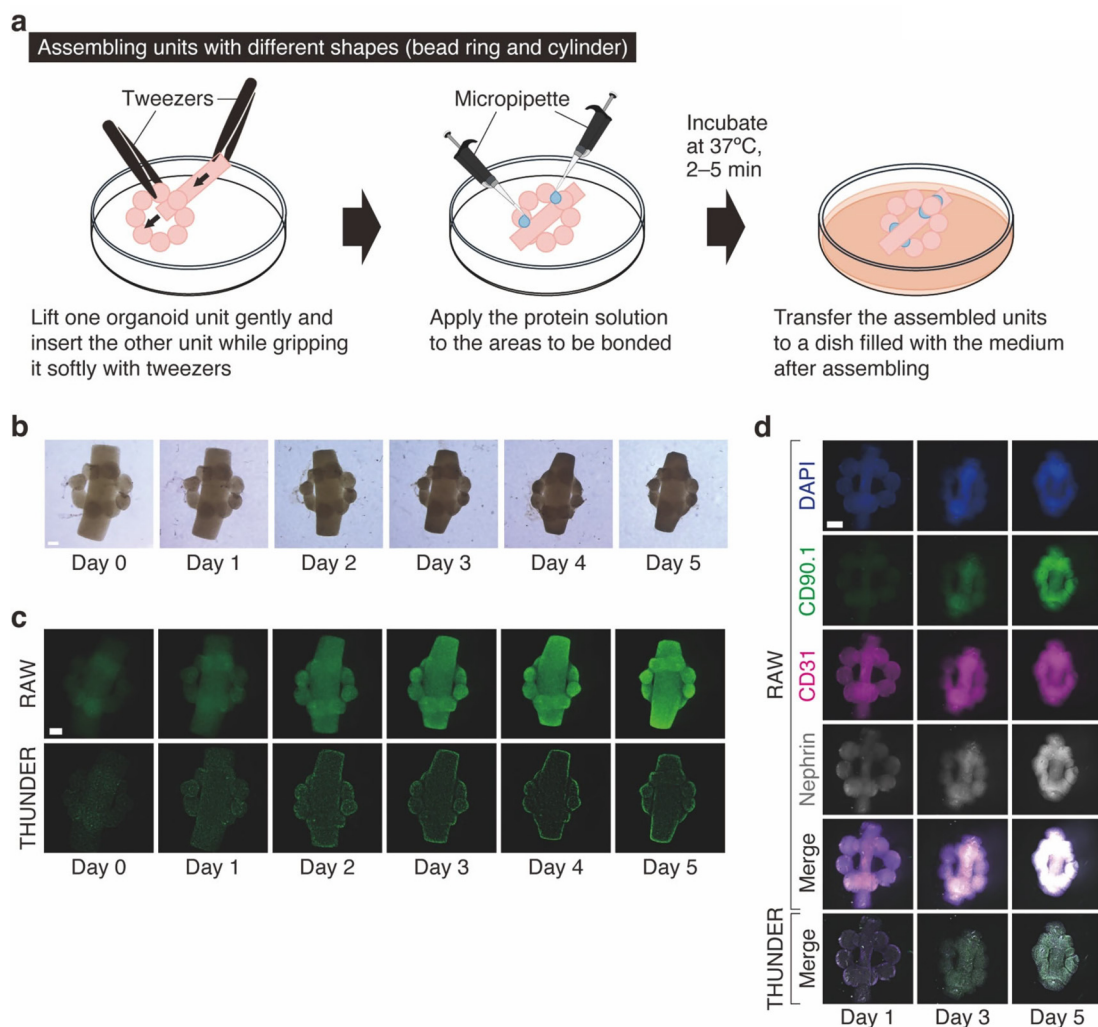 a
Assembling units with different shapes (bead ring and cylinder)
Tweezers
Lift one organoid unit gently and
insert the other unit while gripping
it softly with tweezers
Micropipette
Apply the protein solution
to the areas to be bonded
Incubate
at 37ºC,
2–5 min
Transfer the assembled units
to a dish filled with the medium
after assembling
b
Day 0
Day 1
Day 2
Day 3
Day 4
Day 5
c
RAW
THUNDER
Day 0
Day 1
Day 2
Day 3
Day 4
Day 5
d
RAW
DAPI
CD90.1
CD31
Nephrin
Merge
THUNDER
Merge
Day 1
Day 3
Day 5